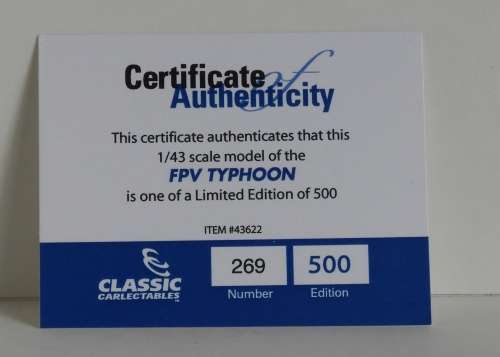 Certificate of
Authenticity
This certificate authenticates that this
1/43 scale model of the
FPV TYPHOON
is one of a Limited Edition of 500
ITEM #43622
CLASSIC
CARLECTABLES™
269 500
Number Edition